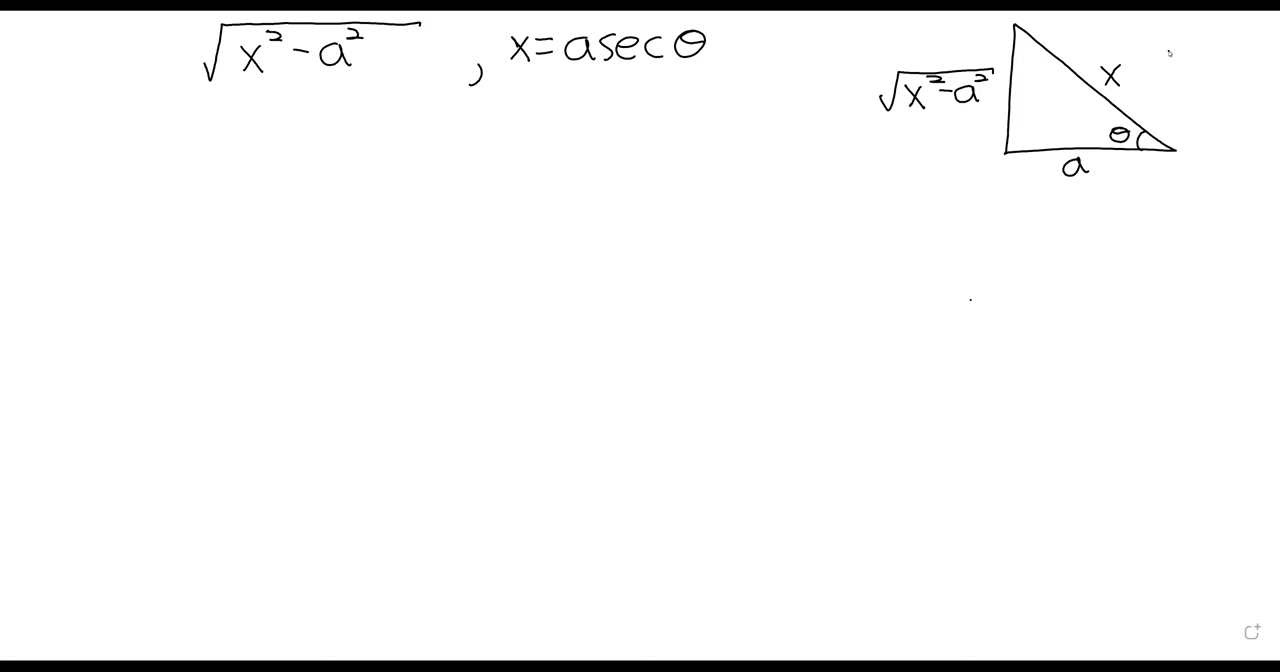 √(x² - a²) , x = a sec θ
√(x² - a²)
x
θ
a